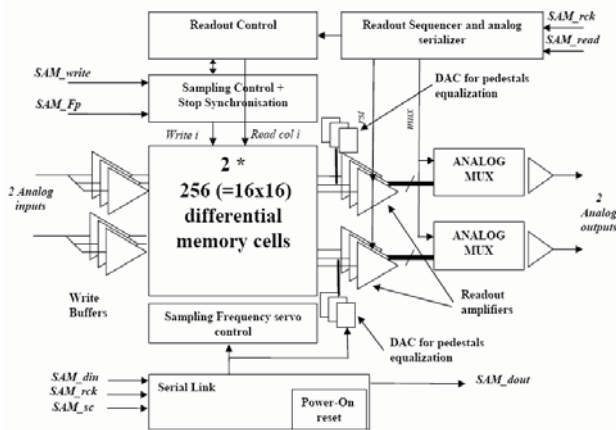 Readout Control
Readout Sequencer and analog
serializer
SAM_rck
SAM_read
SAM_write
SAM_Fp
Sampling Control +
Stop Synchronisation
DAC for pedestals
equalization
rst
mux
Write i
Read col i
2 *
256 (=16x16)
differential
memory cells
2 Analog
inputs
ANALOG
MUX
ANALOG
MUX
2
Analog
outputs
Write
Buffers
Readout
amplifiers
Sampling Frequency servo
control
DAC for pedestals
equalization
SAM_din
SAM_rck
SAM_sc
Serial Link
Power-On
reset
SAM_dout